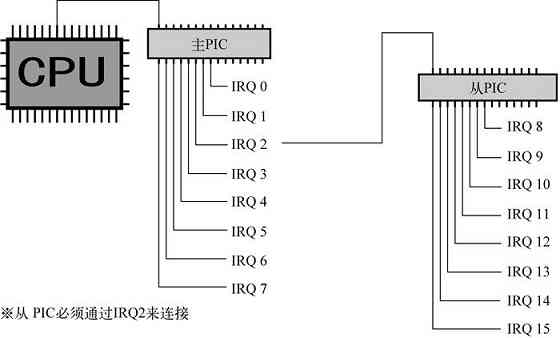 CPU
主PIC
IRQ 0
IRQ 1
IRQ 2
IRQ 3
IRQ 4
IRQ 5
IRQ 6
IRQ 7
从PIC
IRQ 8
IRQ 9
IRQ 10
IRQ 11
IRQ 12
IRQ 13
IRQ 14
IRQ 15
※从 PIC必须通过IRQ2来连接